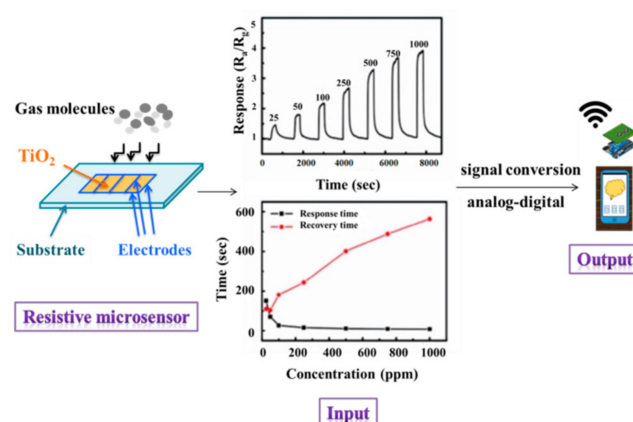 Gas molecules
TiO2
Substrate
Electrodes
Resistive microsensor
Response (Ra/Rg)
5
4
3
2
1
25
50
100
250
500
750
1000
0
2000
4000
6000
8000
Time (sec)
Time (sec)
600
400
200
0
Response time
Recovery time
0
200
400
600
800
1000
Concentration (ppm)
Input
signal conversion
analog-digital
Output